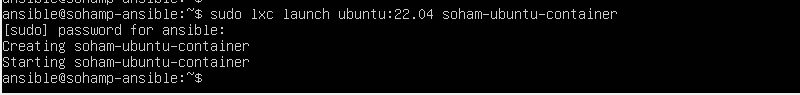 ansible@sohamp-ansible:~$ sudo lxc launch ubuntu:22.04 soham-ubuntu-container
[sudo] password for ansible:
Creating soham-ubuntu-container
Starting soham-ubuntu-container
ansible@sohamp-ansible:~$